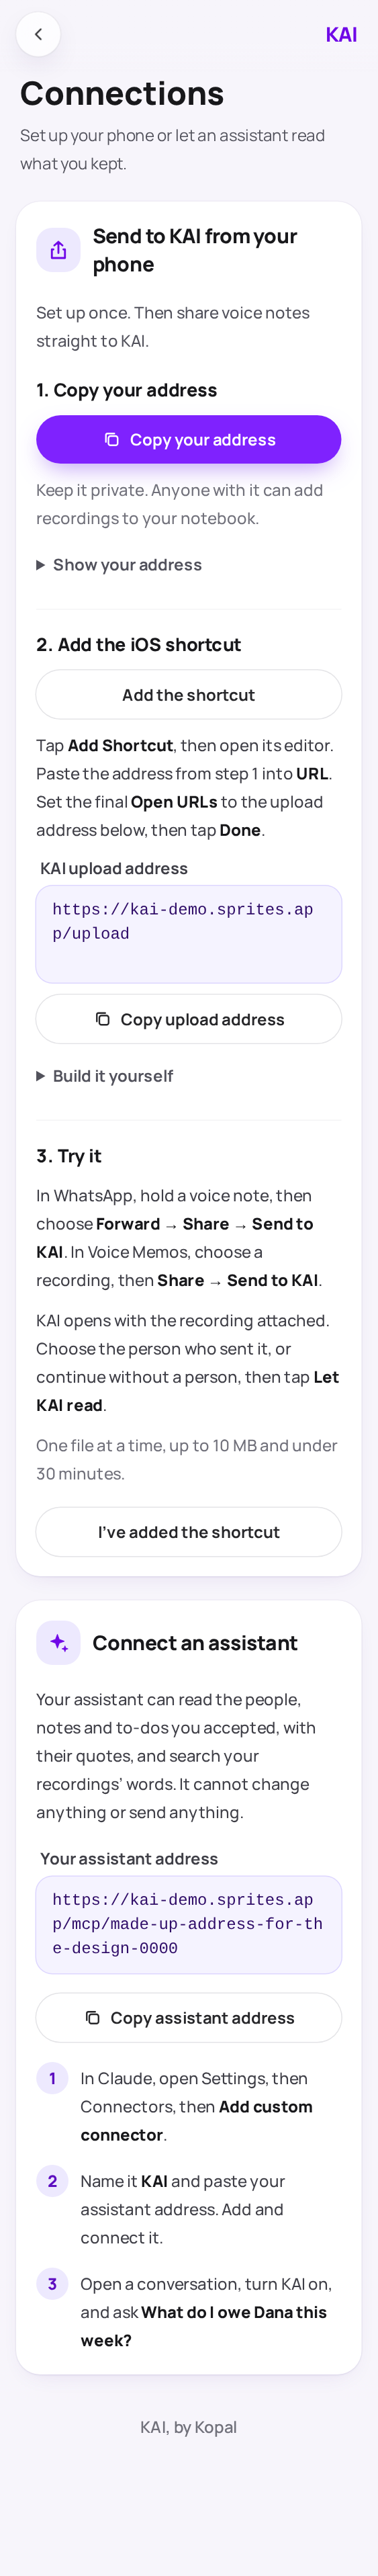 KAI
Connections
Set up your phone or let an assistant read
what you kept.
Send to KAI from your
phone
Set up once. Then share voice notes
straight to KAI.
1. Copy your address
Copy your address
Keep it private. Anyone with it can add
recordings to your notebook.
Show your address
2. Add the iOS shortcut
Add the shortcut
Tap Add Shortcut, then open its editor.
Paste the address from step 1 into URL.
Set the final Open URLs to the upload
address below, then tap Done.
KAI upload address
https://kai-demo.sprites.ap
p/upload
Copy upload address
Build it yourself
3. Try it
In WhatsApp, hold a voice note, then
choose Forward → Share → Send to
KAI. In Voice Memos, choose a
recording, then Share → Send to KAI.
KAI opens with the recording attached.
Choose the person who sent it, or
continue without a person, then tap Let
KAI read.
One file at a time, up to 10 MB and under
30 minutes.
I’ve added the shortcut
Connect an assistant
Your assistant can read the people,
notes and to-dos you accepted, with
their quotes, and search your
recordings’ words. It cannot change
anything or send anything.
Your assistant address
https://kai-demo.sprites.ap
p/mcp/made-up-address-for-th
e-design-0000
Copy assistant address
1 In Claude, open Settings, then
Connectors, then Add custom
connector.
2 Name it KAI and paste your
assistant address. Add and
connect it.
3 Open a conversation, turn KAI on,
and ask What do I owe Dana this
week?
KAI, by Kopal